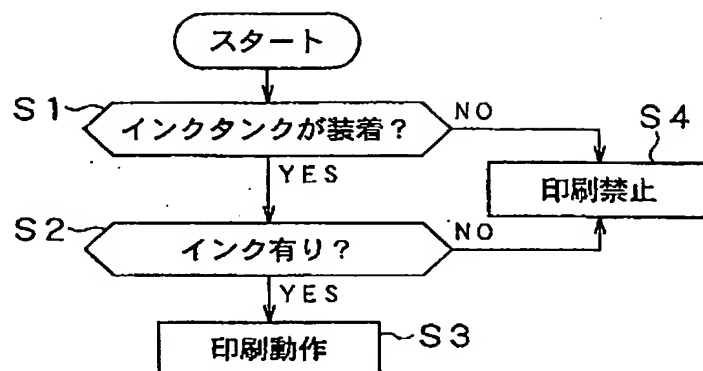 スタート
S1
インクタンクが装着?
NO
S4
YES
印刷禁止
S2
インク有り?
NO
YES
印刷動作
S3